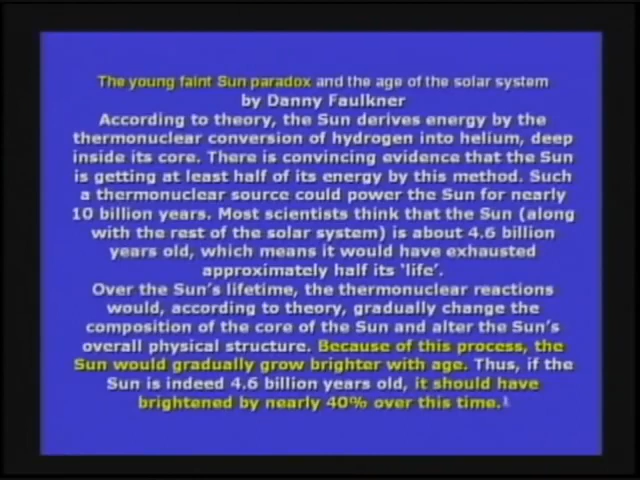 The young faint Sun paradox and the age of the solar system
by Danny Faulkner
According to theory, the Sun derives energy by the
thermonuclear conversion of hydrogen into helium, deep
inside its core. There is convincing evidence that the Sun
is getting at least half of its energy by this method. Such
a thermonuclear source could power the Sun for nearly
10 billion years. Most scientists think that the Sun (along
with the rest of the solar system) is about 4.6 billion
years old, which means it would have exhausted
approximately half its ‘life’.
Over the Sun’s lifetime, the thermonuclear reactions
would, according to theory, gradually change the
composition of the core of the Sun and alter the Sun’s
overall physical structure. Because of this process, the
Sun would gradually grow brighter with age. Thus, if the
Sun is indeed 4.6 billion years old, it should have
brightened by nearly 40% over this time.